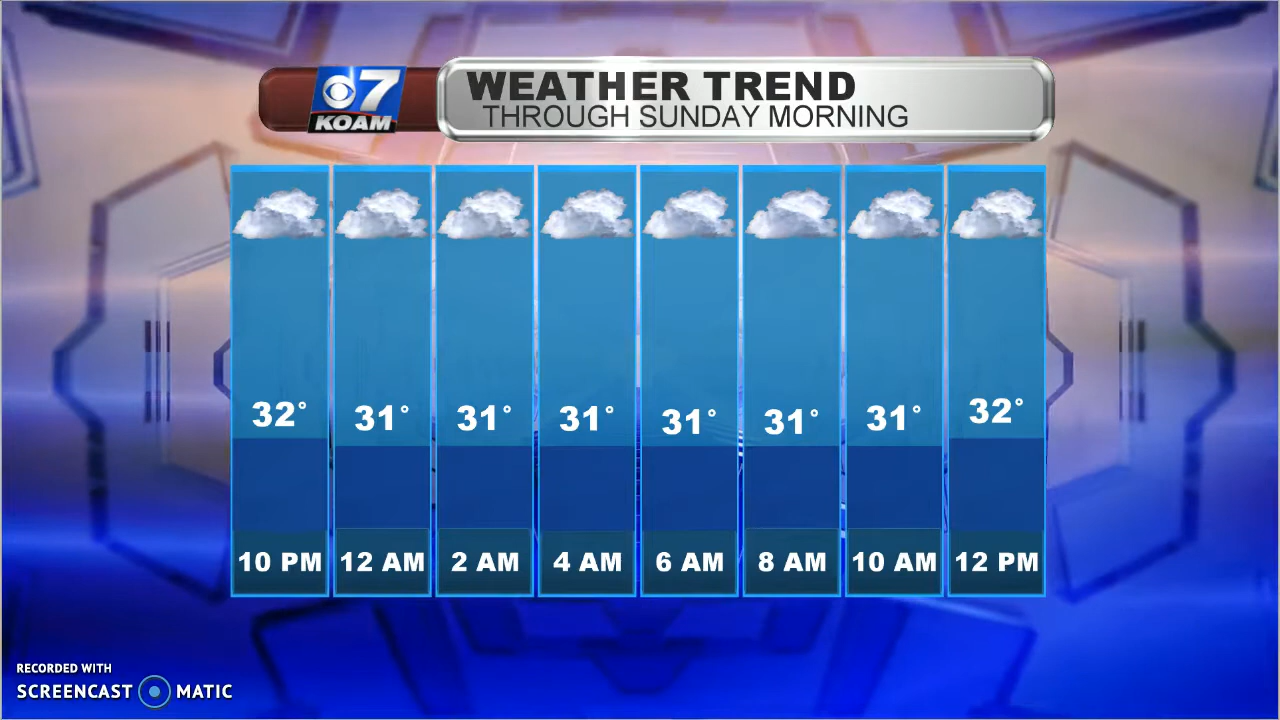 7
KOAM
WEATHER TREND
THROUGH SUNDAY MORNING
32° 31° 31° 31° 31° 31° 31° 32°
10 PM 12 AM 2 AM 4 AM 6 AM 8 AM 10 AM 12 PM
RECORDED WITH
SCREENCAST MATIC